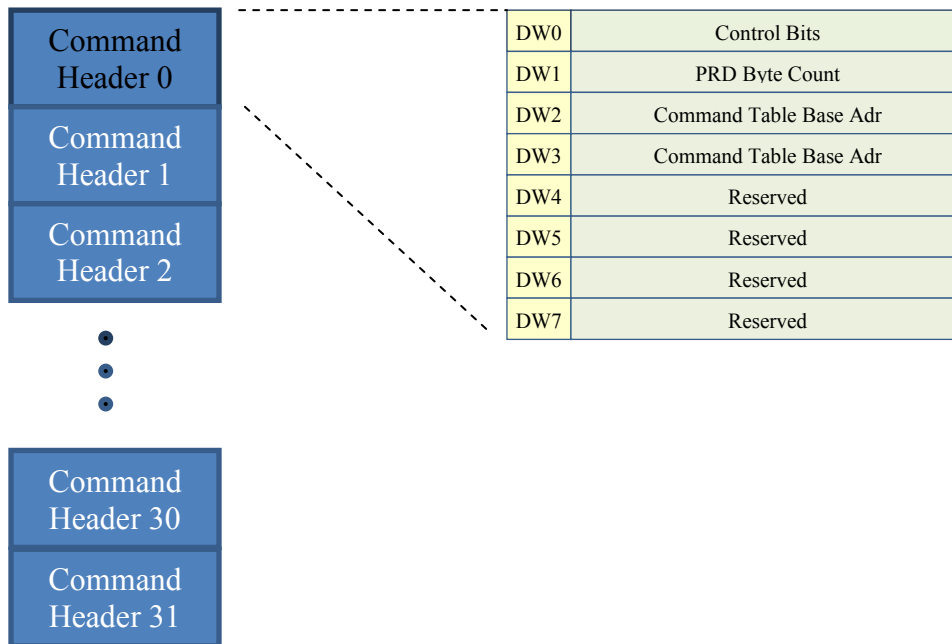 Command
Header 0
Command
Header 1
Command
Header 2
Command
Header 30
Command
Header 31
DW0 Control Bits
DW1 PRD Byte Count
DW2 Command Table Base Adr
DW3 Command Table Base Adr
DW4 Reserved
DW5 Reserved
DW6 Reserved
DW7 Reserved